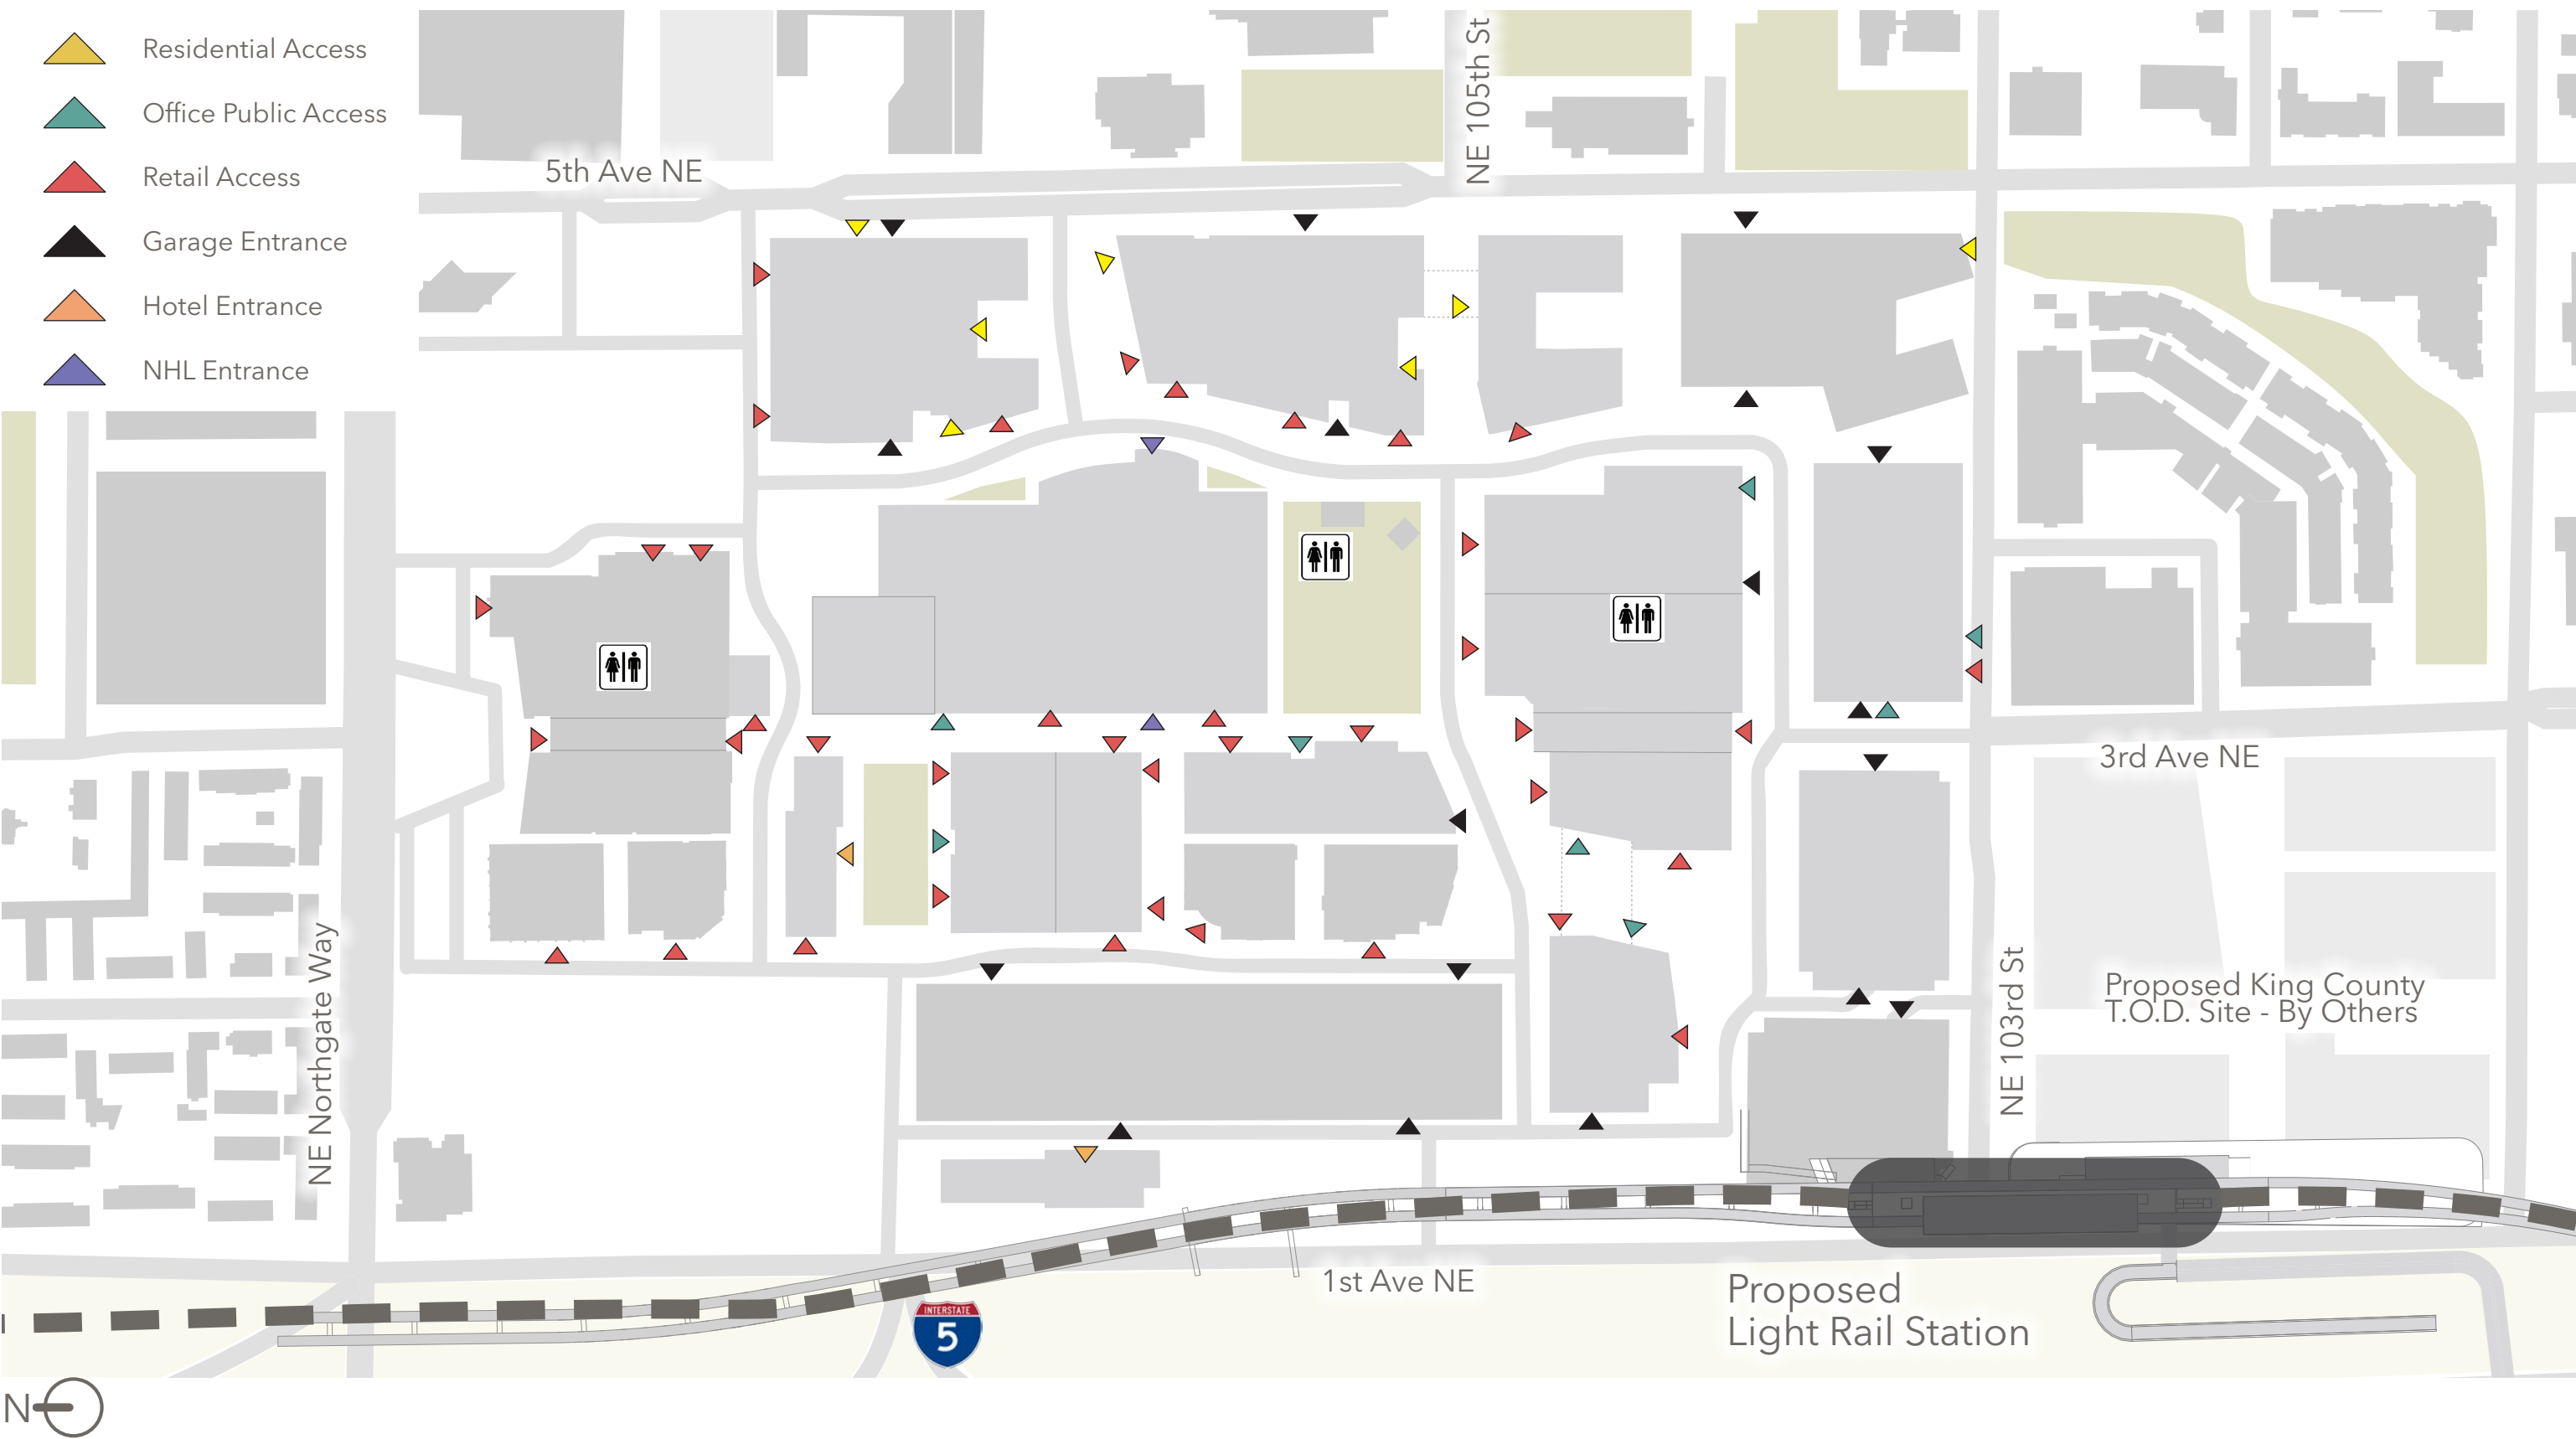 Residential Access
Office Public Access
Retail Access
Garage Entrance
Hotel Entrance
NHL Entrance
5th Ave NE
NE 105th St
3rd Ave NE
NE Northgate Way
NE 103rd St
Proposed King County
T.O.D. Site - By Others
1st Ave NE
Proposed
Light Rail Station
INTERSTATE
5
N